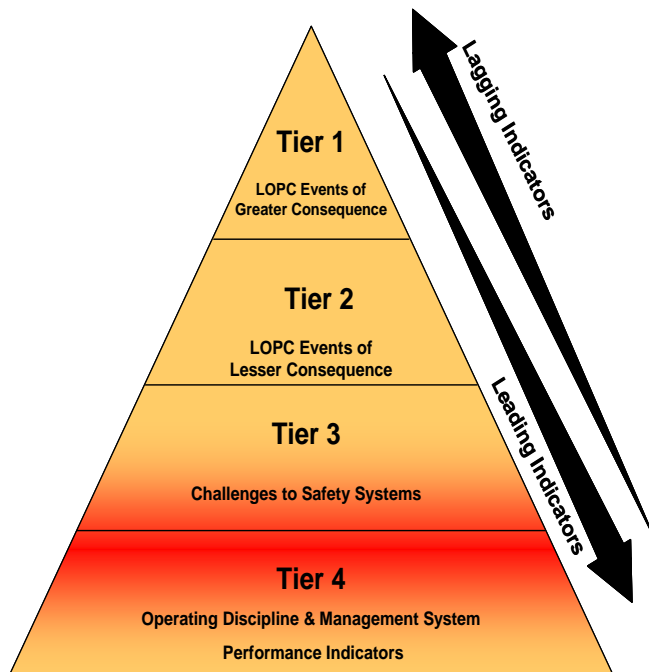 Tier 1
LOPC Events of
Greater Consequence
Tier 2
LOPC Events of
Lesser Consequence
Tier 3
Challenges to Safety Systems
Tier 4
Operating Discipline & Management System
Performance Indicators
Lagging Indicators
Leading Indicators